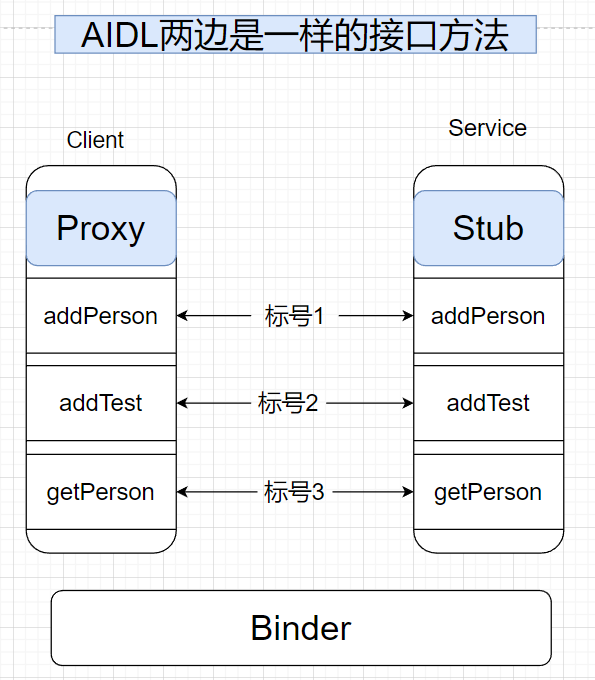 AIDL两边是一样的接口方法
Client
Service
Proxy
Stub
addPerson
标号1
addPerson
addTest
标号2
addTest
getPerson
标号3
getPerson
Binder